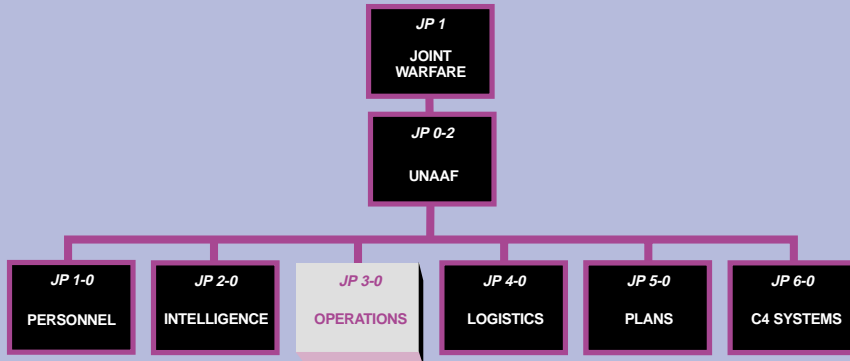 JP 1
JOINT
WARFARE
JP 0-2
UNAAF
JP 1-0
PERSONNEL
JP 2-0
INTELLIGENCE
JP 3-0
OPERATIONS
JP 4-0
LOGISTICS
JP 5-0
PLANS
JP 6-0
C4 SYSTEMS